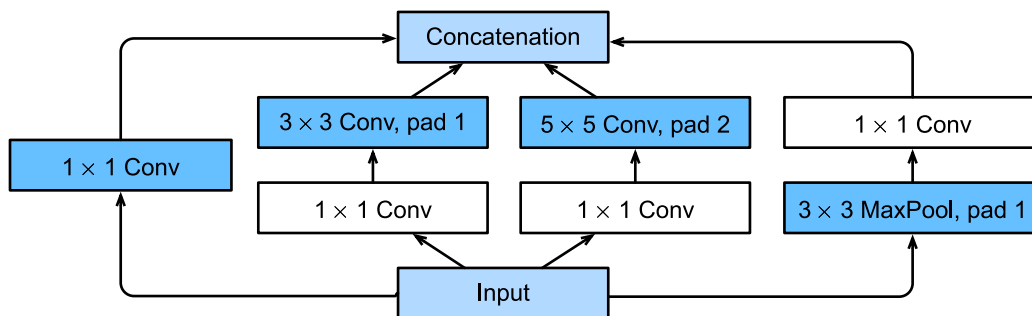 Concatenation
3 × 3 Conv, pad 1
5 × 5 Conv, pad 2
1 × 1 Conv
1 × 1 Conv
1 × 1 Conv
1 × 1 Conv
3 × 3 MaxPool, pad 1
Input